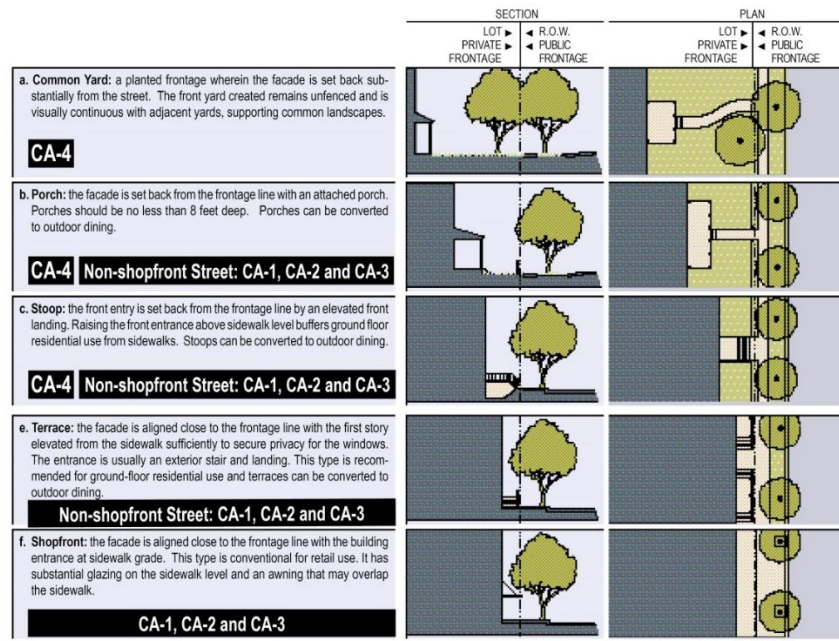 SECTION
PLAN
LOT ► ◄ R.O.W.
PRIVATE ► ◄ PUBLIC
FRONTAGE FRONTAGE
LOT ► ◄ R.O.W.
PRIVATE ► ◄ PUBLIC
FRONTAGE FRONTAGE
a. Common Yard: a planted frontage wherein the facade is set back sub-
stantially from the street. The front yard created remains unfenced and is
visually continuous with adjacent yards, supporting common landscapes.
CA-4
b. Porch: the facade is set back from the frontage line with an attached porch.
Porches should be no less than 8 feet deep. Porches can be converted
to outdoor dining.
CA-4 Non-shopfront Street: CA-1, CA-2 and CA-3
c. Stoop: the front entry is set back from the frontage line by an elevated front
landing. Raising the front entrance above sidewalk level buffers ground floor
residential use from sidewalks. Stoops can be converted to outdoor dining.
CA-4 Non-shopfront Street: CA-1, CA-2 and CA-3
e. Terrace: the facade is aligned close to the frontage line with the first story
elevated from the sidewalk sufficiently to secure privacy for the windows.
The entrance is usually an exterior stair and landing. This type is recom-
mended for ground-floor residential use and terraces can be converted to
outdoor dining.
Non-shopfront Street: CA-1, CA-2 and CA-3
f. Shopfront: the facade is aligned close to the frontage line with the building
entrance at sidewalk grade. This type is conventional for retail use. It has
substantial glazing on the sidewalk level and an awning that may overlap
the sidewalk.
CA-1, CA-2 and CA-3